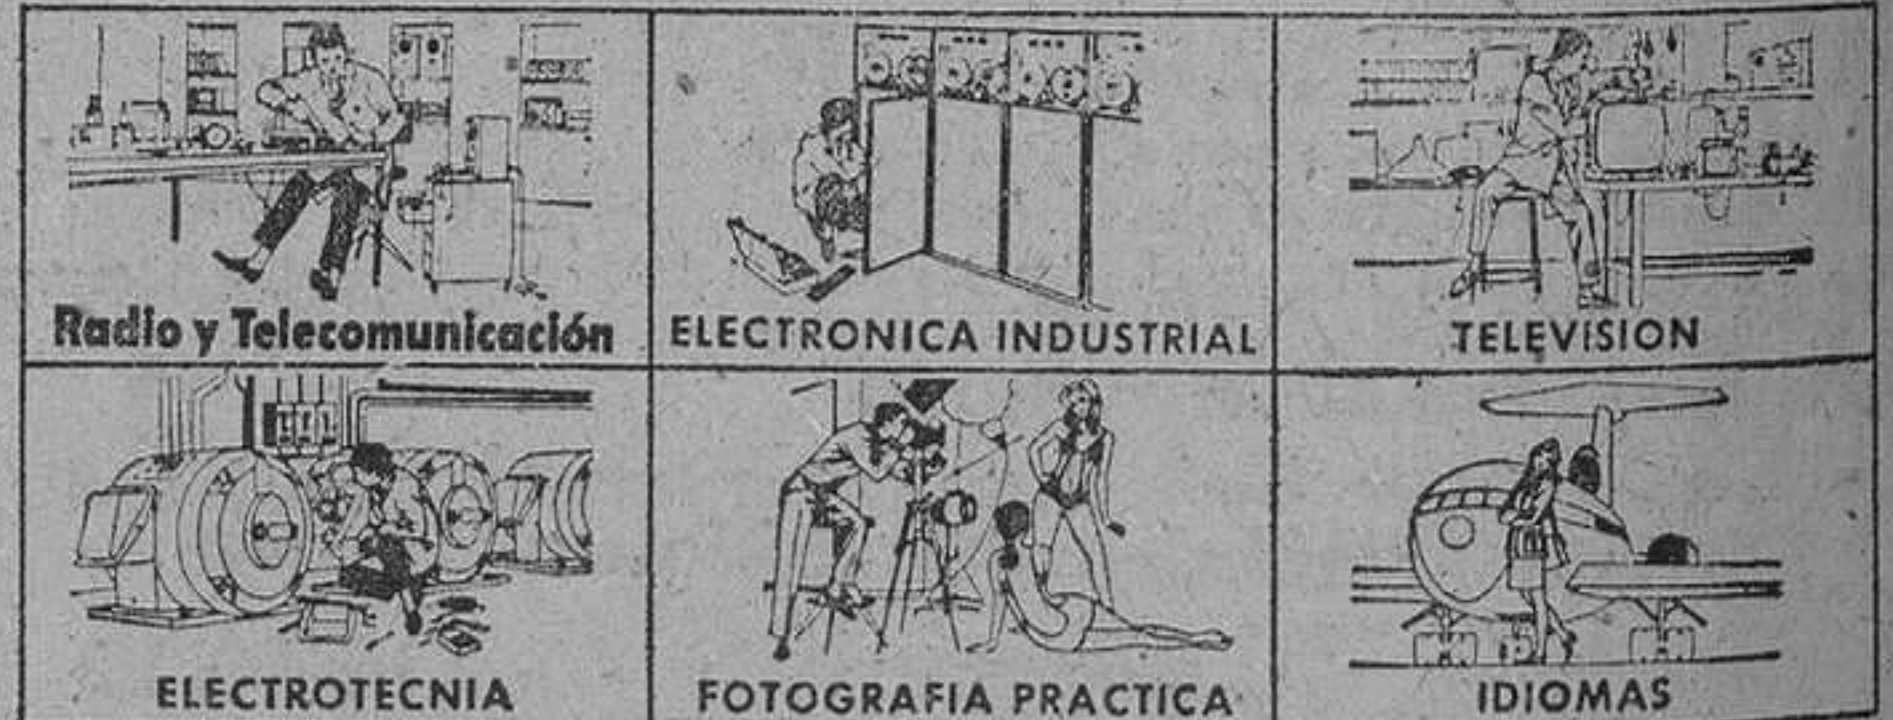 Radio y Telecomunicación
ELECTRONICA INDUSTRIAL
TELEVISION
ELECTROTECNIA
FOTOGRAFIA PRACTICA
IDIOMAS